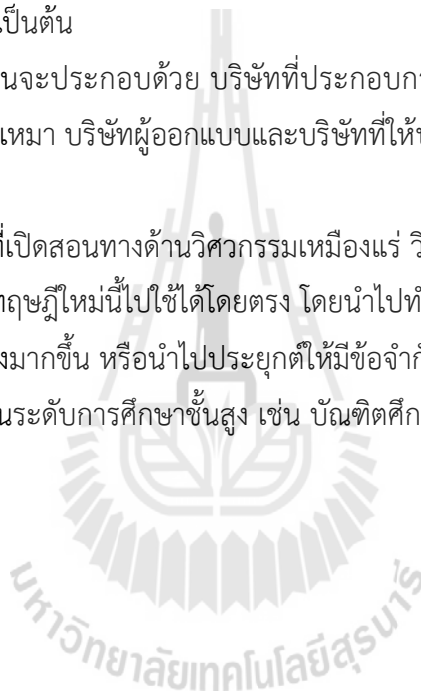 เป็นต้น
นจะประกอบด้วย บริษัทที่ประกอบกา
เหมา บริษัทผู้ออกแบบและบริษัทที่ให้
ที่เปิดสอนทางด้านวิศวกรรมเหมืองแร่ วิ
ทฤษฎีใหม่นี้ไปใช้ได้โดยตรง โดยนำไปทำ
งมากขึ้น หรือนำไปประยุกต์ให้มีข้อจำก
นระดับการศึกษาชั้นสูง เช่น บัณฑิตศึก
มหาวิทยาลัยเทคโนโลยีสุรนารี